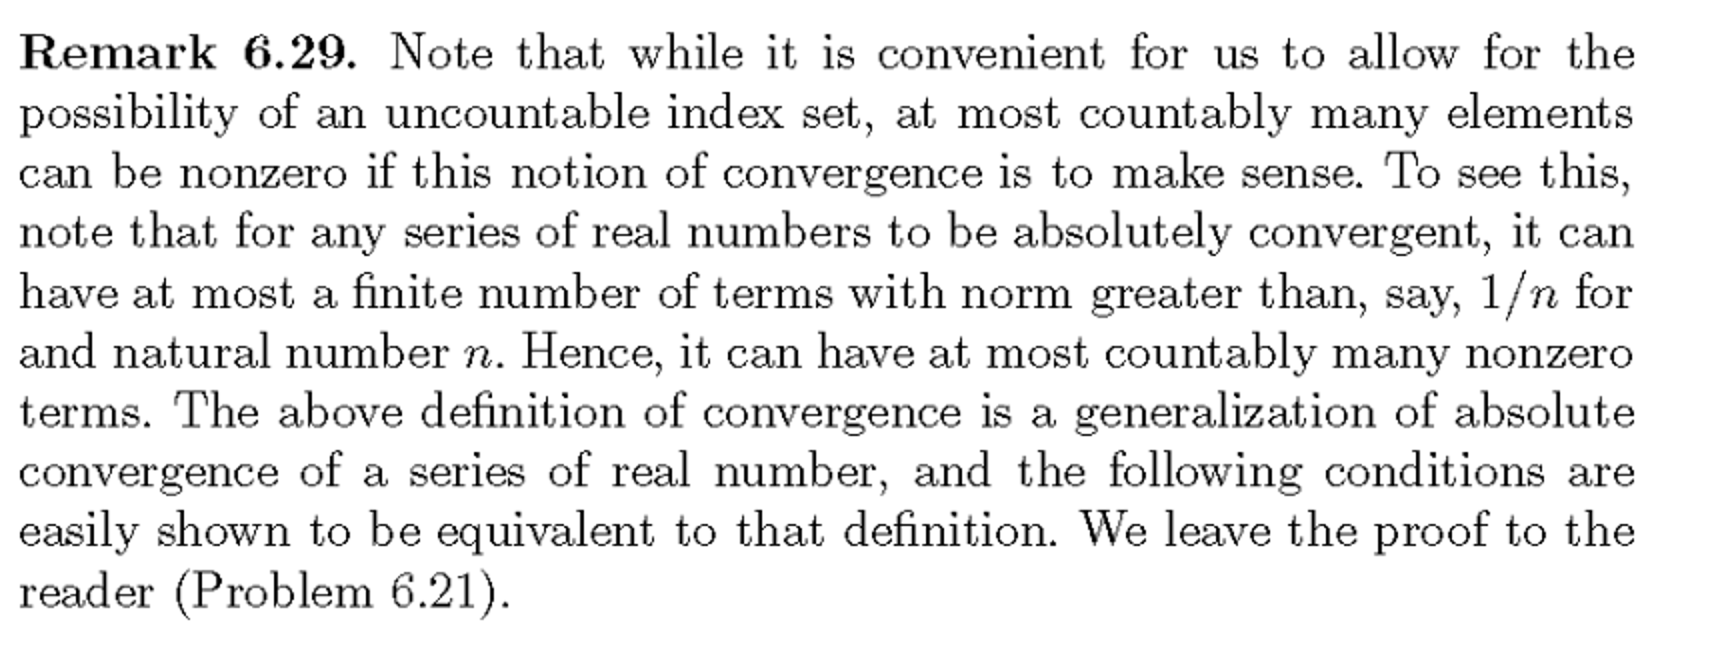 Remark 6.29. Note that while it is convenient for us to allow for the
possibility of an uncountable index set, at most countably many elements
can be nonzero if this notion of convergence is to make sense. To see this,
note that for any series of real numbers to be absolutely convergent, it can
have at most a finite number of terms with norm greater than, say, 1/n for
and natural number n. Hence, it can have at most countably many nonzero
terms. The above definition of convergence is a generalization of absolute
convergence of a series of real number, and the following conditions are
easily shown to be equivalent to that definition. We leave the proof to the
reader (Problem 6.21).